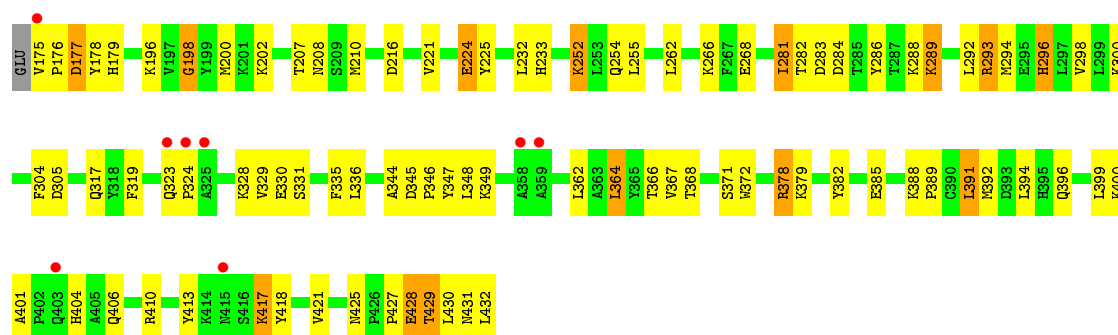 GLU V175 P176 D177 Y178 H179 K196 V197 G198 Y199 M200 K201 K202 T207 N208 S209 M210 D216 V221 E224 Y225 L232 H233 K252 L253 Q254 L255 L262 K266 F267 E268 I281 T282 D283 D284 T285 Y286 T287 K288 K289 L292 R293 M294 E295 H296 L297 V298 L299 K300
F304 D305 Q317 Y318 F319 Q323 P324 A325 K328 V329 E330 S331 F335 L336 A344 D345 P346 Y347 L348 K349 A358 A359 L362 A363 L364 Y365 T366 V367 T368 S371 W372 R378 K379 Y382 E385 K388 P389 C390 L391 M392 D393 L394 H395 Q396 L399 K400
A401 P402 Q403 H404 A405 Q406 R410 Y413 K414 N415 S416 K417 Y418 V421 N425 P426 P427 E428 T429 L430 N431 L432